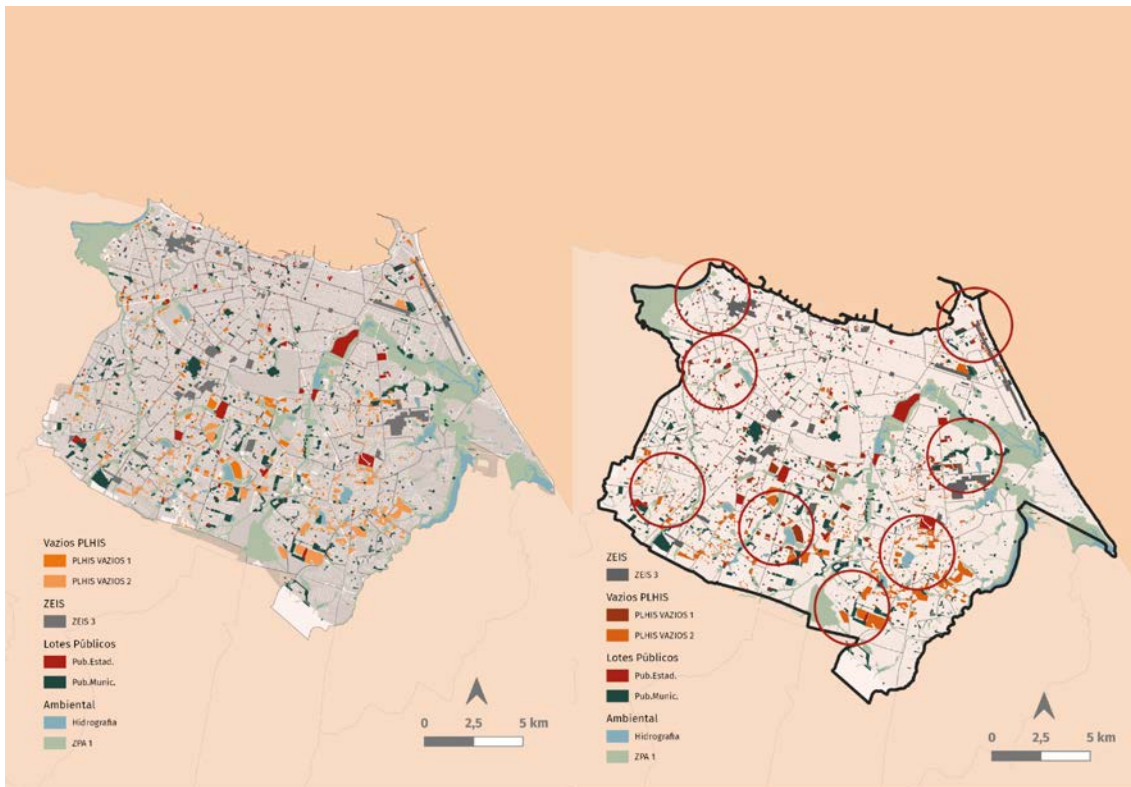 Vazios PLHIS
PLHIS VAZIOS 1
PLHIS VAZIOS 2
ZEIS
ZEIS 3
Lotes Públicos
Pub.Estad.
Pub.Munic.
Ambiental
Hidrografia
ZPA 1
0 2,5 5 km
ZEIS
ZEIS 3
Vazios PLHIS
PLHIS VAZIOS 1
PLHIS VAZIOS 2
Lotes Públicos
Pub.Estad.
Pub.Munic.
Ambiental
Hidrografia
ZPA 1
0 2,5 5 km